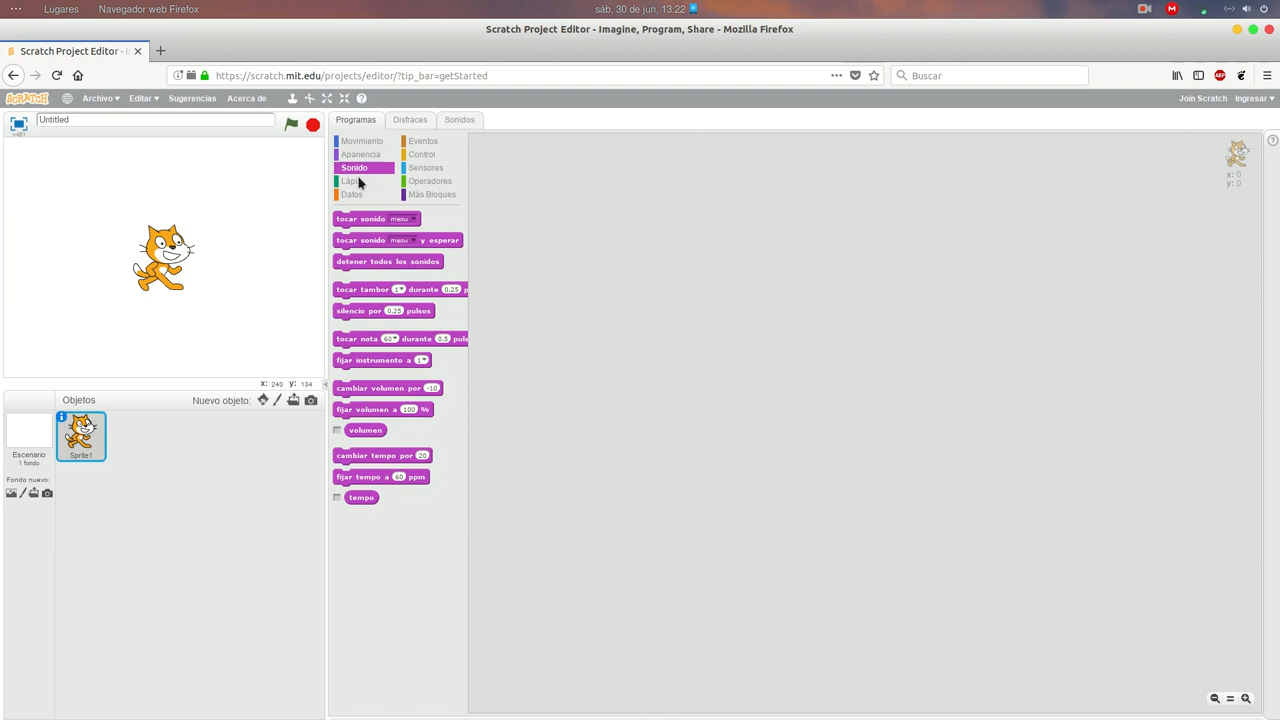 Lugares
Navegador web Firefox
sáb, 30 de jun, 13:22
Scratch Project Editor - Imagine, Program, Share - Mozilla Firefox
Scratch Project Editor -
https://scratch.mit.edu/projects/editor/?tip_bar=getStarted
Buscar
SCRATCH
Archivo
Editar
Sugerencias
Acerca de
Join Scratch
Ingresar
Untitled
v461
Programas
Disfraces
Sonidos
Movimiento
Eventos
Apariencia
Control
Sonido
Sensores
Operadores
Datos
Más Bloques
tocar sonido meow
tocar sonido meow y esperar
detener todos los sonidos
tocar tambor 1 durante 0.25 p
silencio por 0.25 pulsos
tocar nota 60 durante 0.5 puls
fijar instrumento a 1
cambiar volumen por -10
fijar volumen a 100 %
volumen
cambiar tempo por 20
fijar tempo a 60 ppm
tempo
x: 0
y: 0
x: 240 y: 134
Objetos
Nuevo objeto:
Escenario
1 fondo
Sprite1
Fondo nuevo: